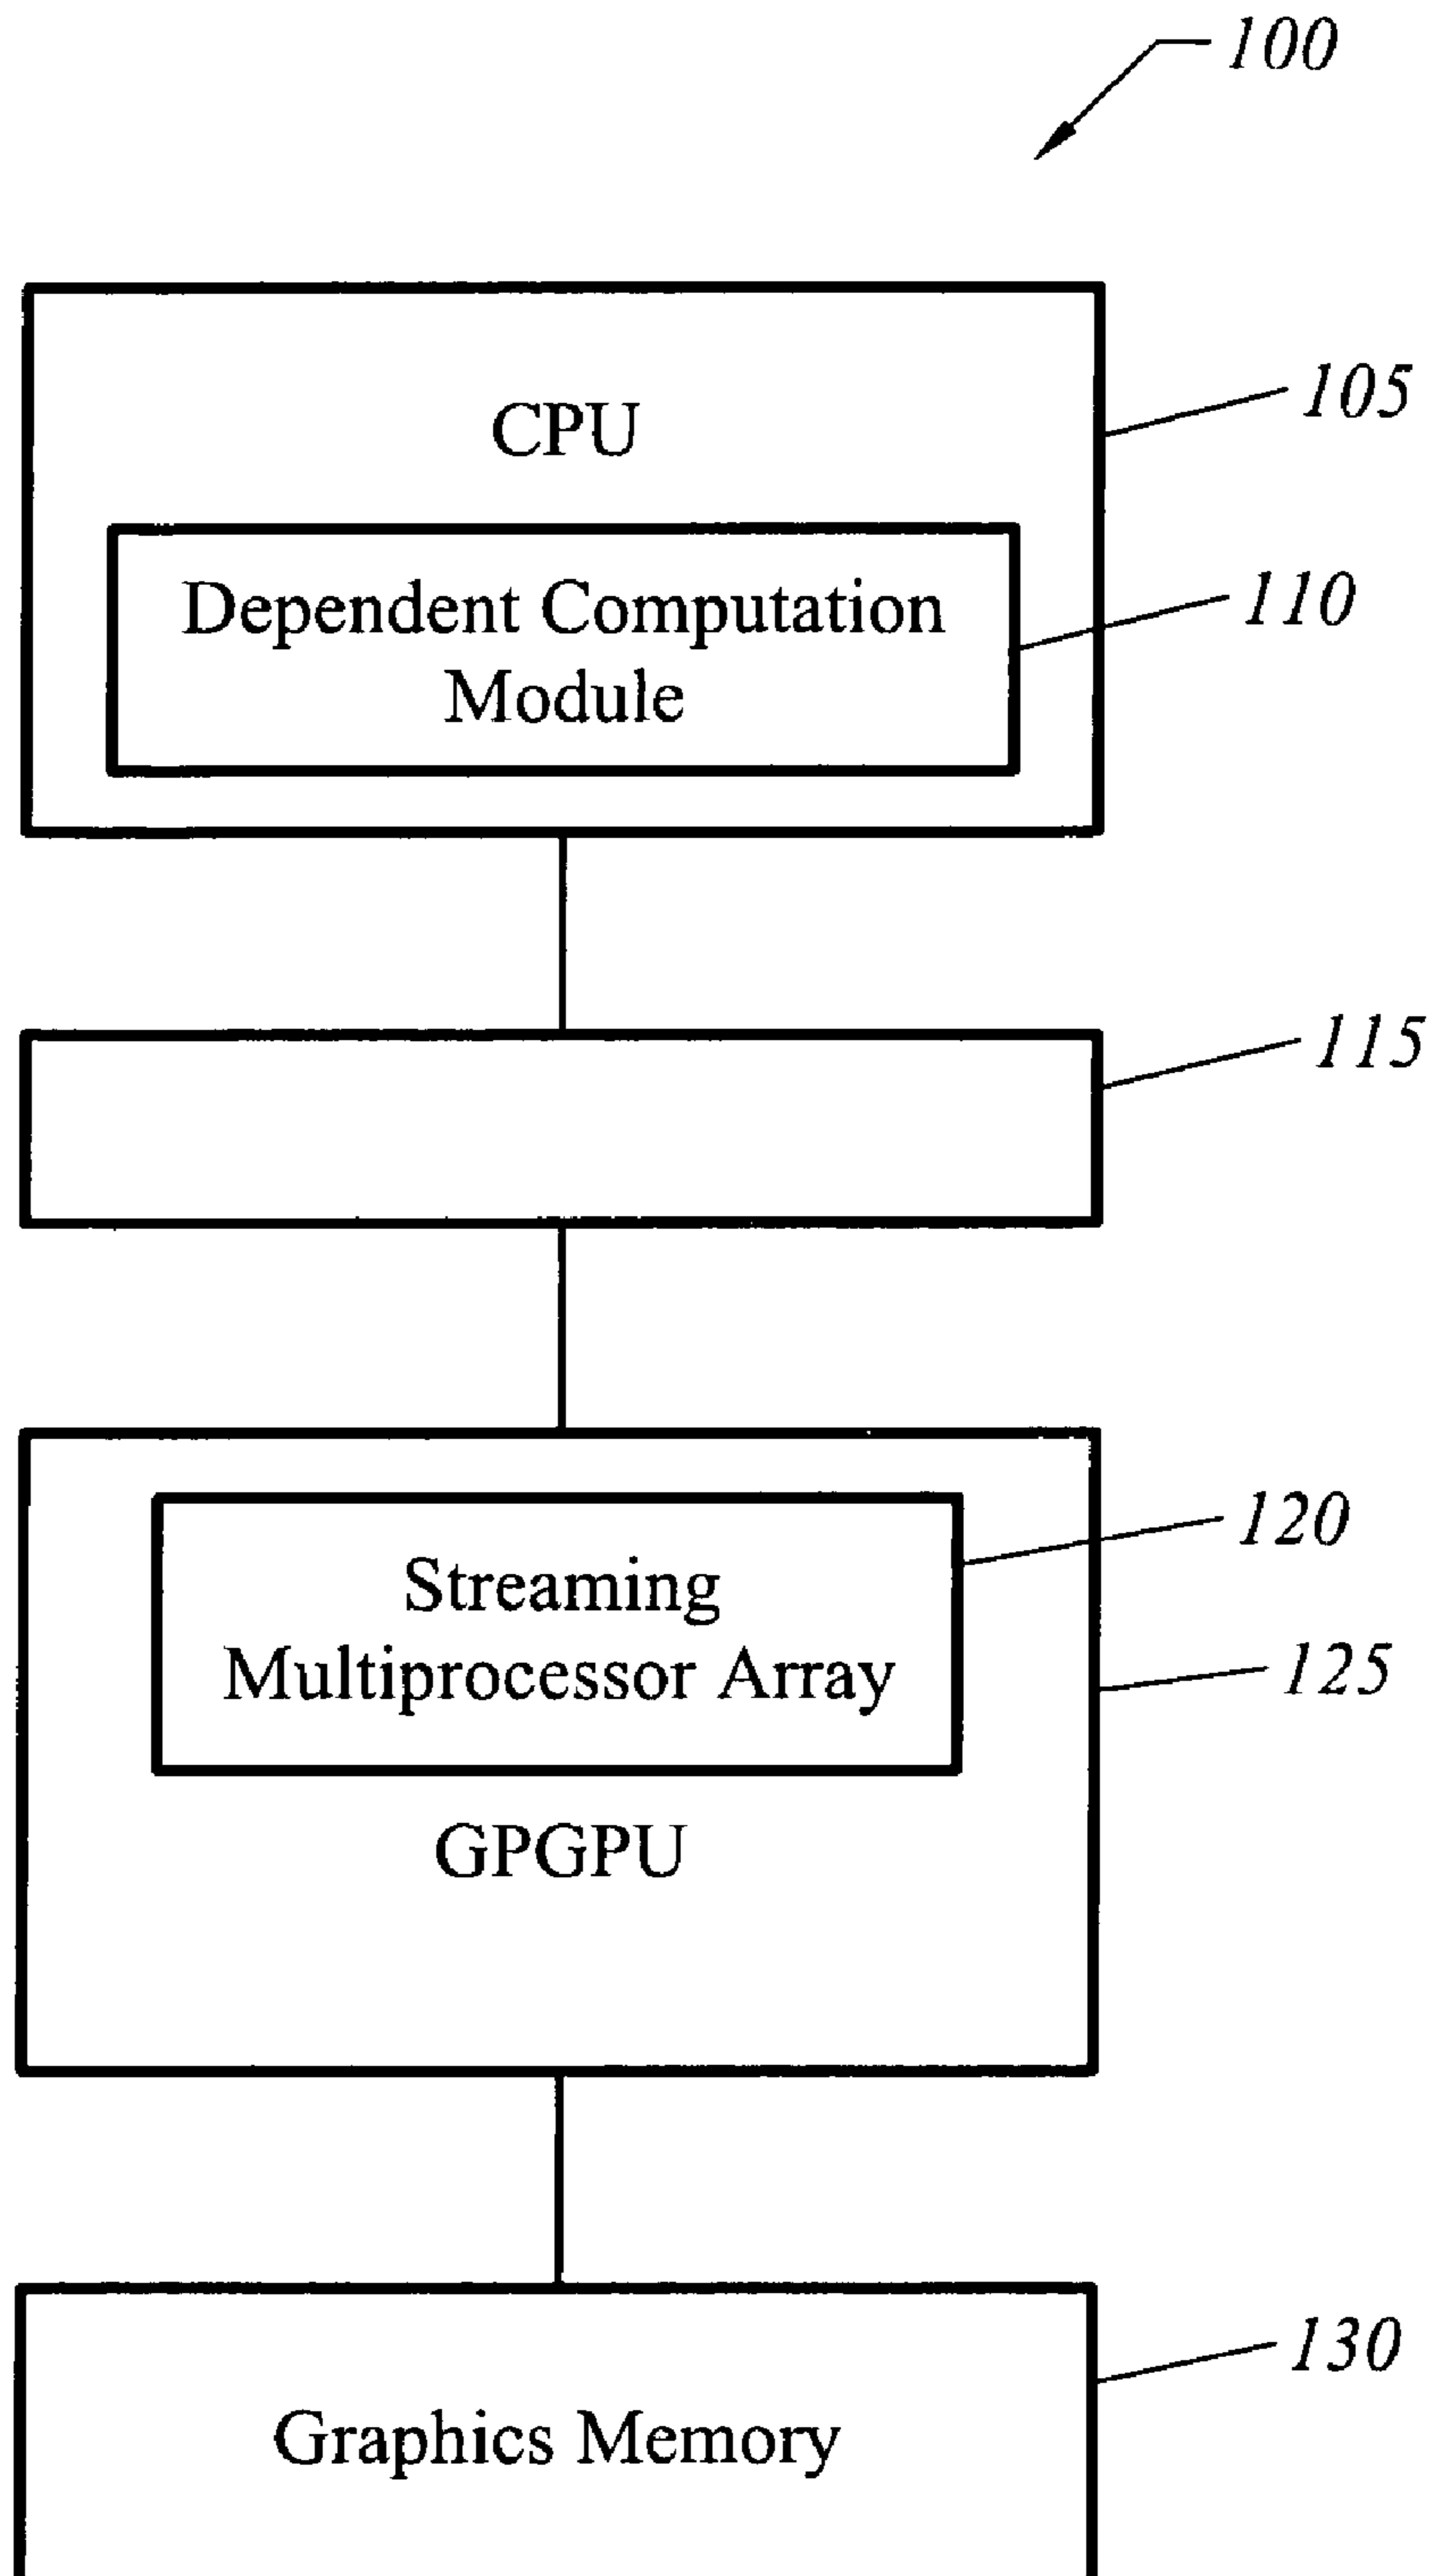 100
CPU
105
Dependent Computation
Module
110
115
Streaming
Multiprocessor Array
120
125
GPGPU
130
Graphics Memory